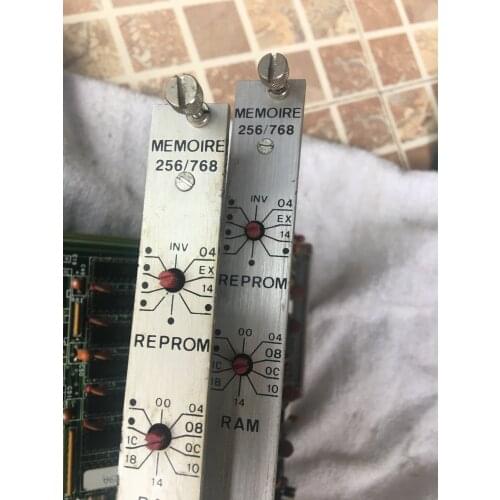 MEMOIRE
256/768
INV
04
EX
14
REPROM
00
04
08
0C
10
14
18
1C
RAM
MEMOIRE
256/768
INV
04
EX
14
REPROM
00
04
08
0C
10
14
18
1C
RAM